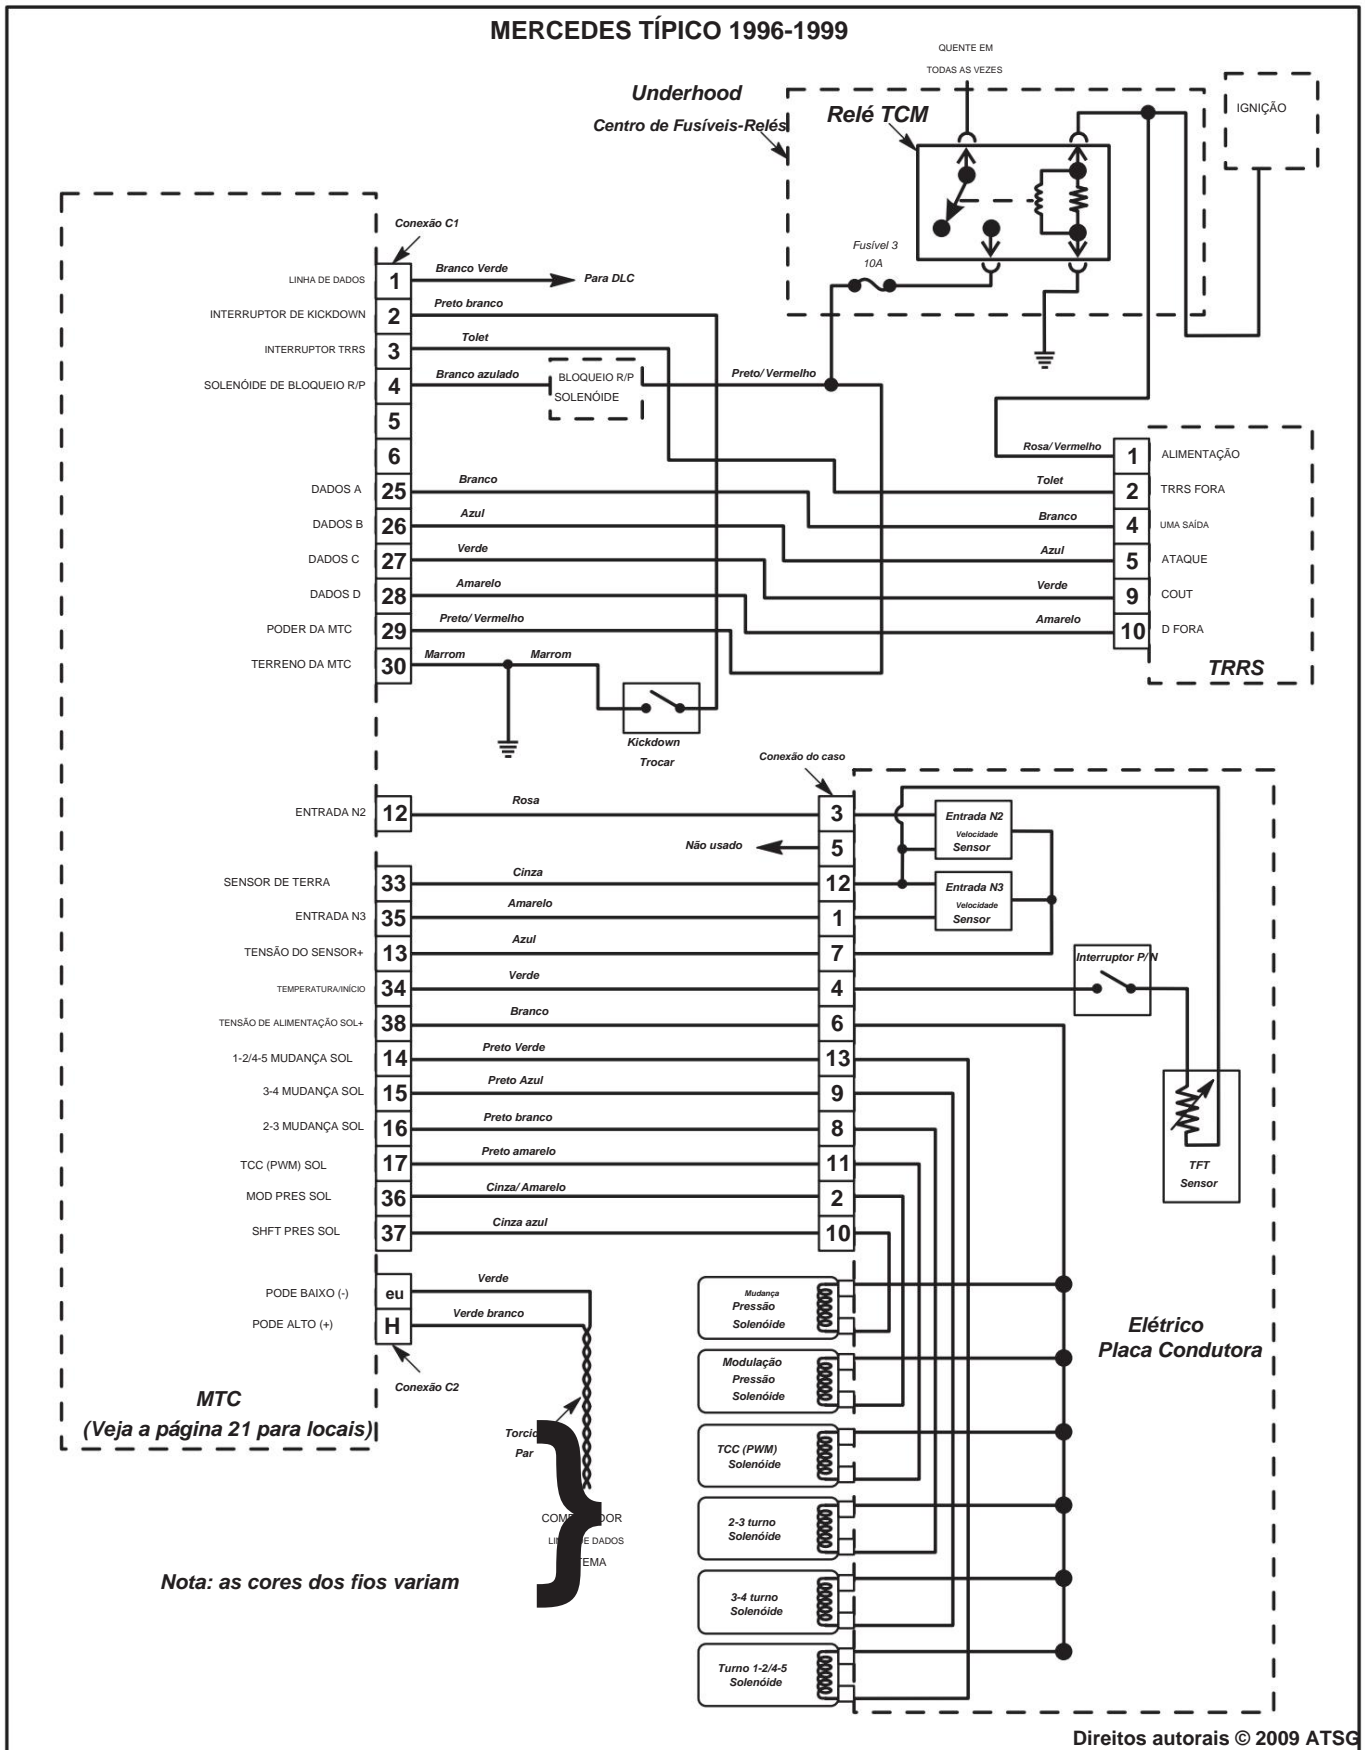 MERCEDES TÍPICO 1996-1999
QUENTE EM
TODAS AS VEZES
Underhood
Centro de Fusíveis-Relés
Relé TCM
IGNIÇÃO
Fusível 3
10A
Conexão C1
LINHA DE DADOS 1 Branco Verde Para DLC
INTERRUPTOR DE KICKDOWN 2 Preto branco
INTERRUPTOR TRRS 3 Tolet
SOLENÓIDE DE BLOQUEIO R/P 4 Branco azulado
BLOQUEIO R/P
SOLENÓIDE
Preto/Vermelho
5
6
DADOS A 25 Branco
DADOS B 26 Azul
DADOS C 27 Verde
DADOS D 28 Amarelo
PODER DA MTC 29 Preto/Vermelho
TERRENO DA MTC 30 Marrom Marrom
Rosa/Vermelho 1 ALIMENTAÇÃO
Tolet 2 TRRS FORA
Branco 4 UMA SAÍDA
Azul 5 ATAQUE
Verde 9 COUT
Amarelo 10 D FORA
TRRS
Kickdown
Trocar
Conexão do caso
ENTRADA N2 12 Rosa 3
Não usado 5
SENSOR DE TERRA 33 Cinza 12
ENTRADA N3 35 Amarelo 1
TENSÃO DO SENSOR+ 13 Azul 7
TEMPERATURA/INÍCIO 34 Verde 4
TENSÃO DE ALIMENTAÇÃO SOL+ 38 Branco 6
1-2/4-5 MUDANÇA SOL 14 Preto Verde 13
3-4 MUDANÇA SOL 15 Preto Azul 9
2-3 MUDANÇA SOL 16 Preto branco 8
TCC (PWM) SOL 17 Preto amarelo 11
MOD PRES SOL 36 Cinza/Amarelo 2
SHFT PRES SOL 37 Cinza azul 10
Entrada N2
Velocidade
Sensor
Entrada N3
Velocidade
Sensor
Interruptor P/N
TFT
Sensor
PODE BAIXO (-) eu Verde
PODE ALTO (+) H Verde branco
Conexão C2
MTC
(Veja a página 21 para locais)
Par
DE DADOS
Nota: as cores dos fios variam
Mudança
Pressão
Solenóide
Modulação
Pressão
Solenóide
TCC (PWM)
Solenóide
2-3 turno
Solenóide
3-4 turno
Solenóide
Turno 1-2/4-5
Solenóide
Elétrico
Placa Condutora
Direitos autorais © 2009 ATSG